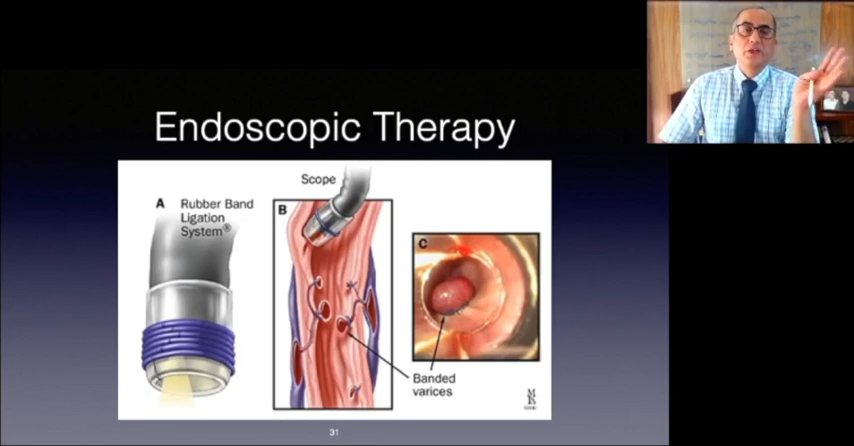 Endoscopic Therapy
Scope
A Rubber Band
Ligation
System®
B
C
Banded
varices
31